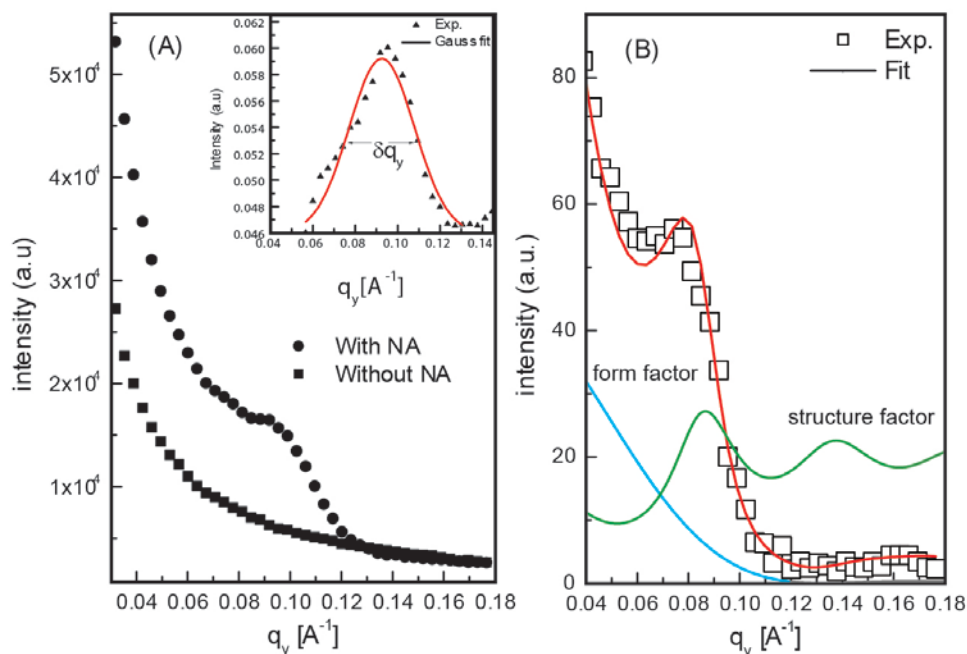 (A)
5x10⁴
4x10⁴
3x10⁴
2x10⁴
1x10⁴
intensity (a.u)
0.04 0.06 0.08 0.10 0.12 0.14 0.16 0.18
q_y [A⁻¹]
With NA
Without NA
Exp.
Gauss fit
0.062
0.060
0.058
0.056
0.054
0.052
0.050
0.048
0.046
Intensity (a.u)
δq_y
0.04 0.06 0.08 0.10 0.12 0.14
q_y[A⁻¹]
(B)
Exp.
Fit
80
60
40
20
0
intensity (a.u.)
form factor
structure factor
0.04 0.06 0.08 0.10 0.12 0.14 0.16 0.18
q_y [A⁻¹]